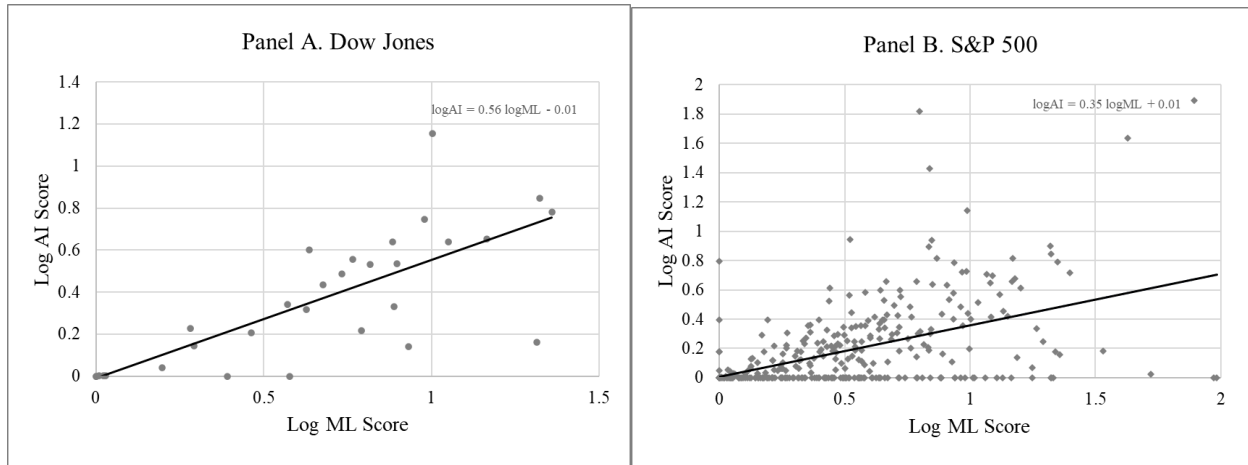 Panel A. Dow Jones
1.4
logAI = 0.56 logML - 0.01
1.2
1
0.8
0.6
0.4
0.2
0
Log AI Score
0 0.5 1 1.5
Log ML Score
Panel B. S&P 500
2
logAI = 0.35 logML + 0.01
1.8
1.6
1.4
1.2
1
0.8
0.6
0.4
0.2
0
Log AI Score
0 0.5 1 1.5 2
Log ML Score